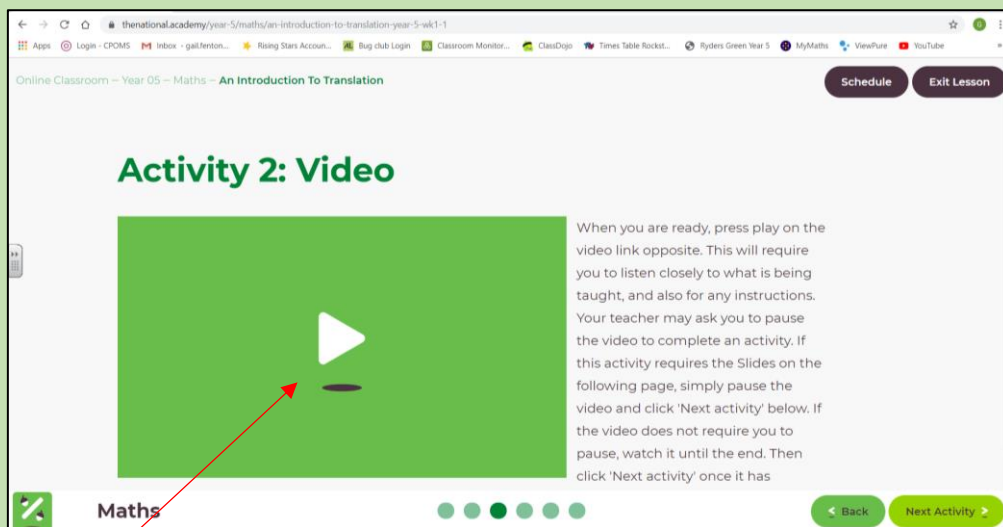 thenational.academy/year-5/maths/an-introduction-to-translation-year-5-wk1-1
G
Apps Login - CPOMS Inbox - gail.fenton... Rising Stars Accoun... Bug club Login Classroom Monitor... ClassDojo Times Table Rockst... Ryders Green Year 5 MyMaths ViewPure YouTube »
Online Classroom – Year 05 – Maths – An Introduction To Translation
Schedule Exit Lesson
Activity 2: Video
When you are ready, press play on the
video link opposite. This will require
you to listen closely to what is being
taught, and also for any instructions.
Your teacher may ask you to pause
the video to complete an activity. If
this activity requires the Slides on the
following page, simply pause the
video and click 'Next activity' below. If
the video does not require you to
pause, watch it until the end. Then
click 'Next activity' once it has
Maths
Back Next Activity